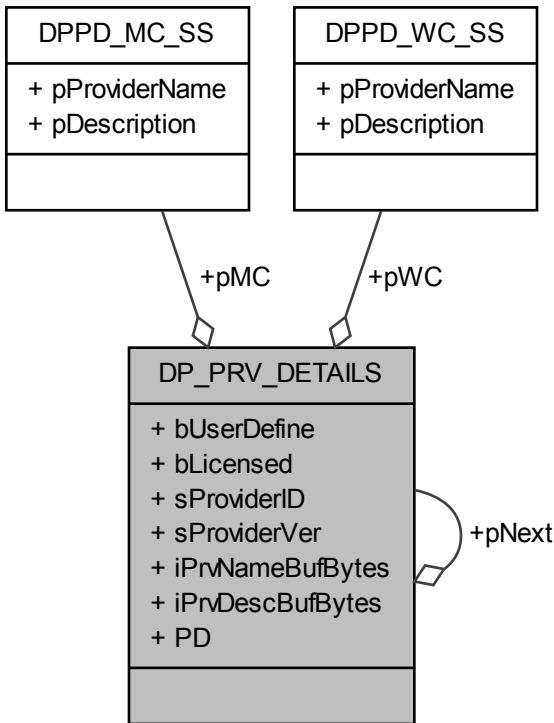 DPPD_MC_SS
+ pProviderName
+ pDescription
DPPD_WC_SS
+ pProviderName
+ pDescription
+pMC
+pWC
DP_PRV_DETAILS
+ bUserDefine
+ bLicensed
+ sProviderID
+ sProviderVer
+ iPrvNameBufBytes
+ iPrvDescBufBytes
+ PD
+pNext